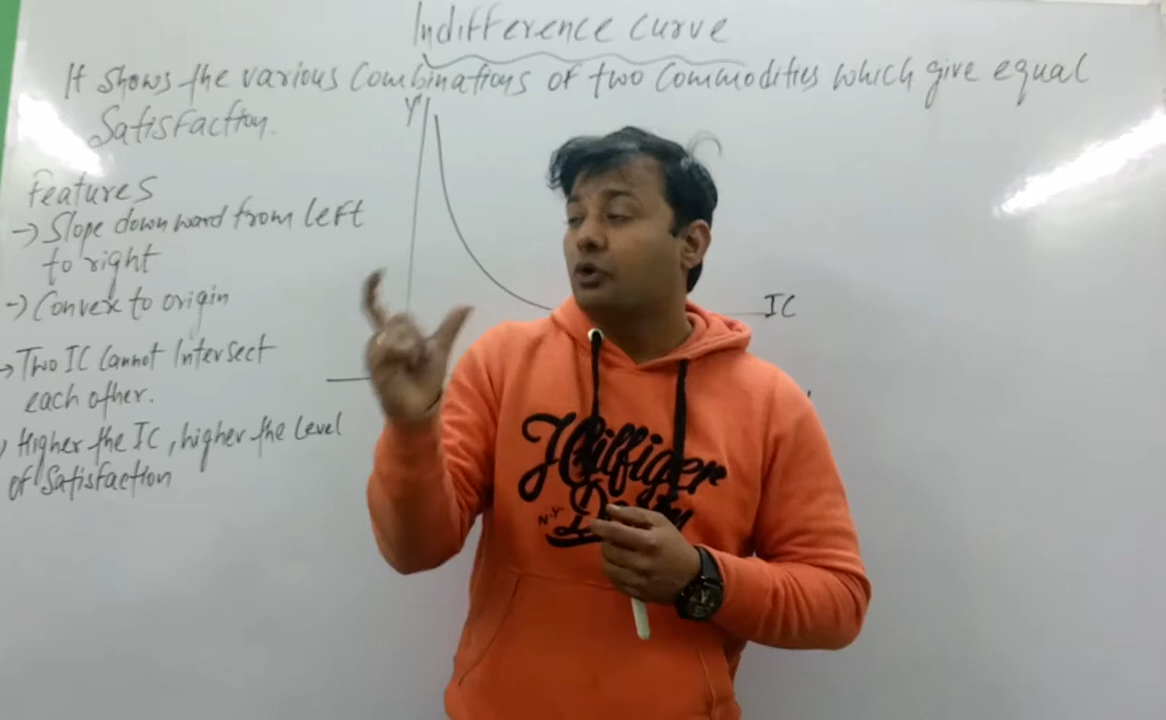 Indifference Curve
It shows the various Combinations of two Commodities which give equal
Satisfaction.
Y
Features
→ Slope downward from left
to right
→ Convex to origin
IC
→ Two IC Cannot Intersect
each other.
Higher the IC, higher the Level
of Satisfaction
Hilfiger
N.Y.